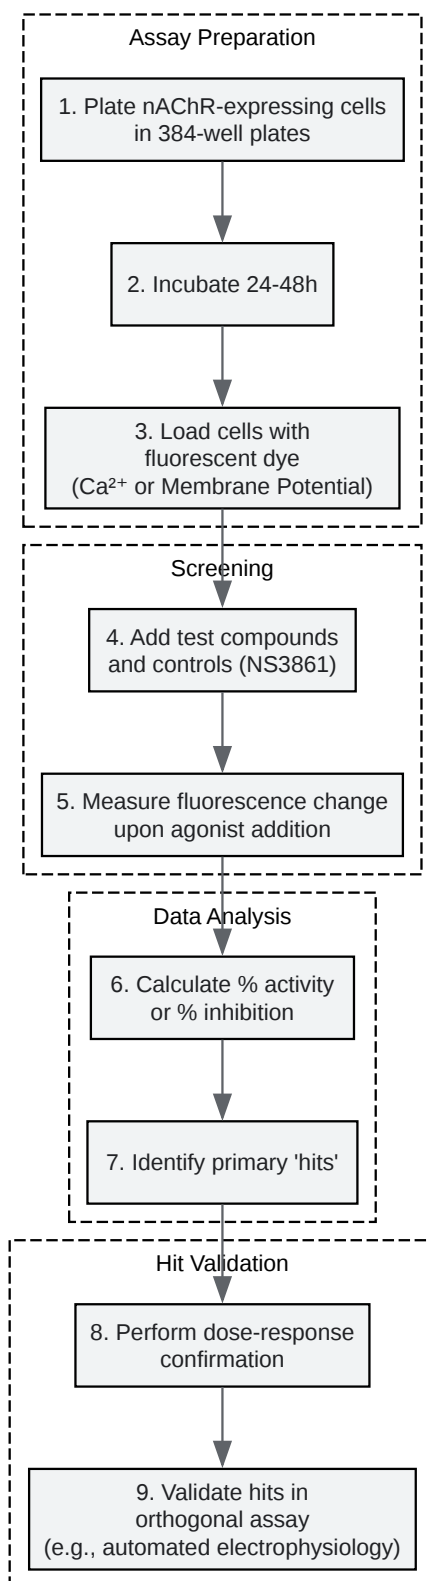 Assay Preparation
1. Plate nAChR-expressing cells
in 384-well plates
2. Incubate 24-48h
3. Load cells with
fluorescent dye
(Ca²⁺ or Membrane Potential)
Screening
4. Add test compounds
and controls (NS3861)
5. Measure fluorescence change
upon agonist addition
Data Analysis
6. Calculate % activity
or % inhibition
7. Identify primary 'hits'
Hit Validation
8. Perform dose-response
confirmation
9. Validate hits in
orthogonal assay
(e.g., automated electrophysiology)